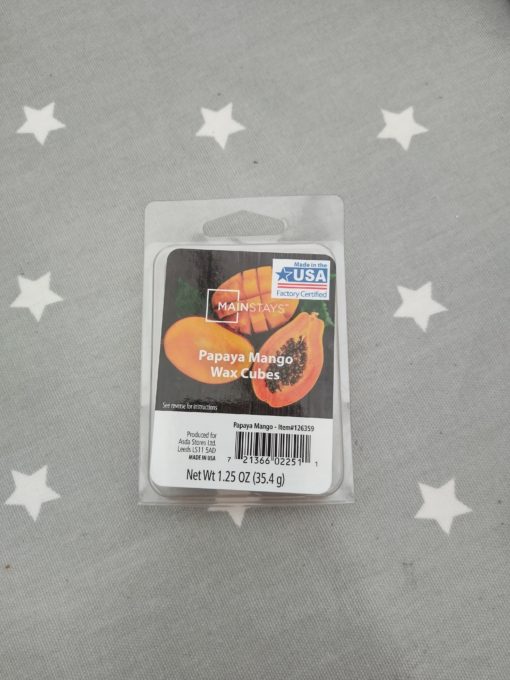 Made in the
USA
Factory Certified
MAINSTAYS™
Papaya Mango
Wax Cubes
See reverse for instructions
Papaya Mango - Item#126359
Produced for
Asda Stores Ltd.
Leeds LS11 5AD
MADE IN USA
7 21366 02251 1
Net Wt 1.25 OZ (35.4 g)